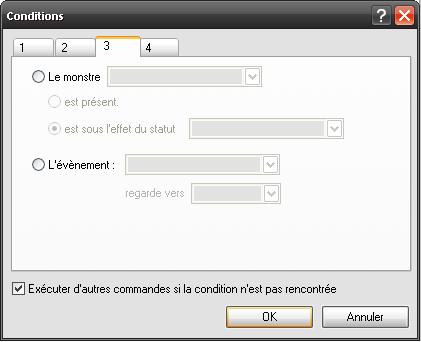 Conditions
1 2 3 4
Le monstre
est présent.
est sous l'effet du statut
L'évènement :
regarde vers
Exécuter d'autres commandes si la condition n'est pas rencontrée
OK Annuler